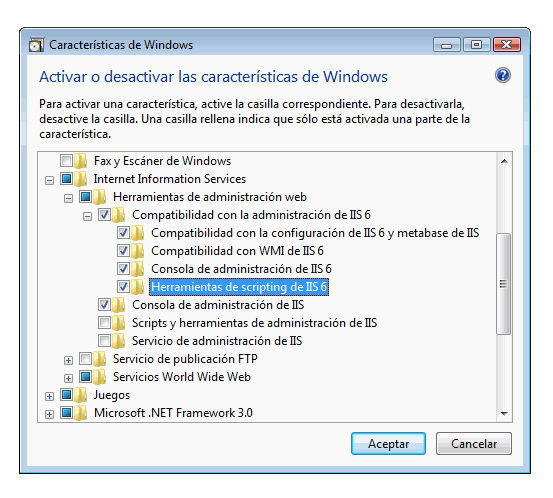 Características de Windows
Activar o desactivar las características de Windows
Para activar una característica, active la casilla correspondiente. Para desactivarla,
desactive la casilla. Una casilla rellena indica que sólo está activada una parte de la
característica.
Fax y Escáner de Windows
Internet Information Services
Herramientas de administración web
Compatibilidad con la administración de IIS 6
Compatibilidad con la configuración de IIS 6 y metabase de IIS
Compatibilidad con WMI de IIS 6
Consola de administración de IIS 6
Herramientas de scripting de IIS 6
Consola de administración de IIS
Scripts y herramientas de administración de IIS
Servicio de administración de IIS
Servicio de publicación FTP
Servicios World Wide Web
Juegos
Microsoft .NET Framework 3.0
Aceptar Cancelar